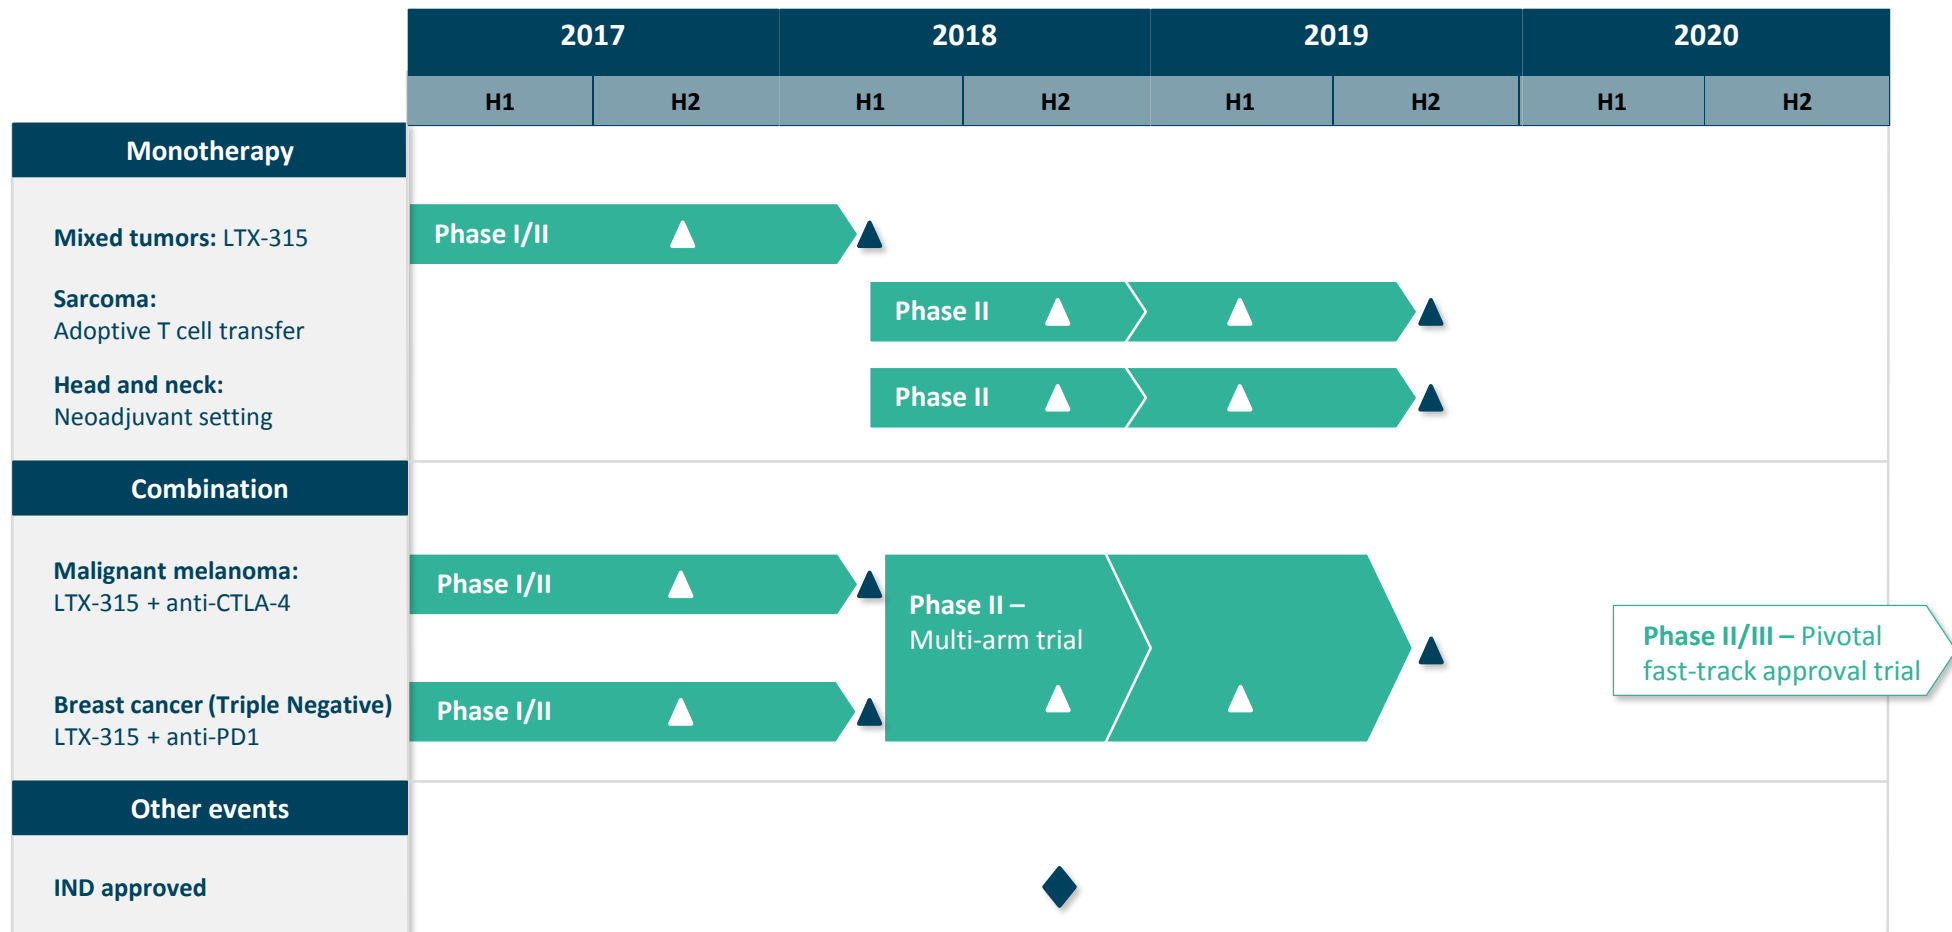 2017 2018 2019 2020
H1 H2 H1 H2 H1 H2 H1 H2
Monotherapy
Mixed tumors: LTX-315
Phase I/II
Sarcoma:
Adoptive T cell transfer
Phase II
Head and neck:
Neoadjuvant setting
Phase II
Combination
Malignant melanoma:
LTX-315 + anti-CTLA-4
Phase I/II
Phase II –
Multi-arm trial
Phase II/III – Pivotal
fast-track approval trial
Breast cancer (Triple Negative)
LTX-315 + anti-PD1
Phase I/II
Other events
IND approved